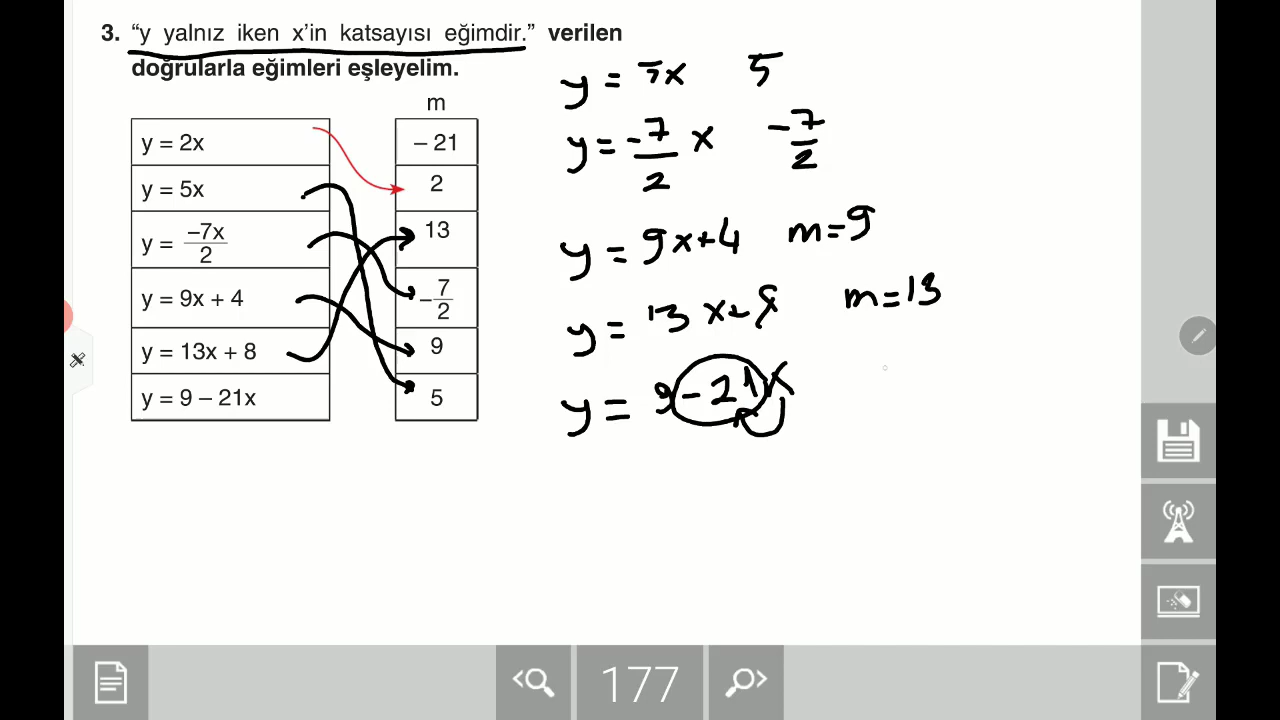 3. “y yalnız iken x’in katsayısı eğimdir.” verilen
doğrularla eğimleri eşleyelim.
m
y = 2x
– 21
y = 5x
2
y = –7x/2
13
y = 9x + 4
–7/2
y = 13x + 8
9
y = 9 – 21x
5
y = 5x 5
y = -7/2 x -7/2
y = 9x+4 m=9
y = 13x+8 m=13
y = 9-21x
177